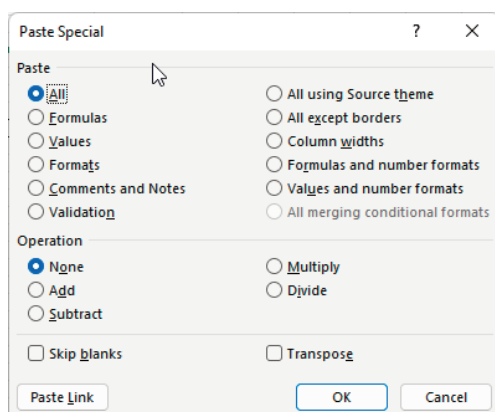 Paste Special ? X
Paste
All
Formulas
Values
Formats
Comments and Notes
Validation
All using Source theme
All except borders
Column widths
Formulas and number formats
Values and number formats
All merging conditional formats
Operation
None
Add
Subtract
Multiply
Divide
Skip blanks
Transpose
Paste Link
OK
Cancel